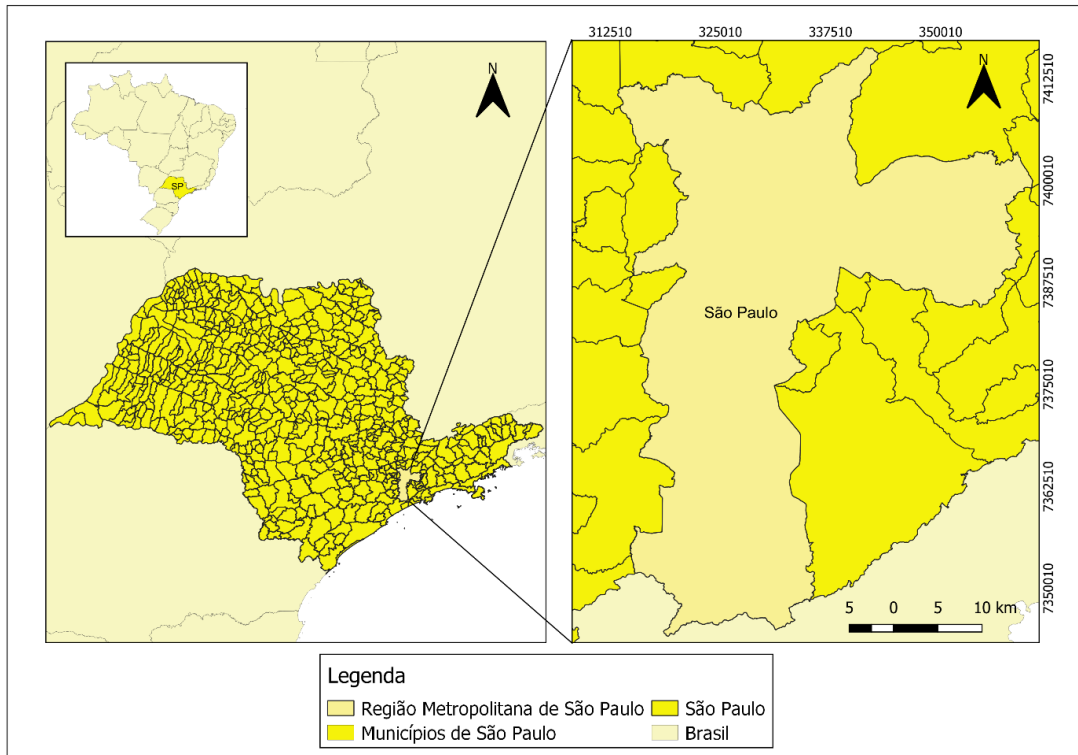 312510 325010 337510 350010
N
N
SP
7412510
7400010
7387510
São Paulo
7375010
7362510
7350010
5 0 5 10 km
Legenda
Região Metropolitana de São Paulo São Paulo
Municípios de São Paulo Brasil